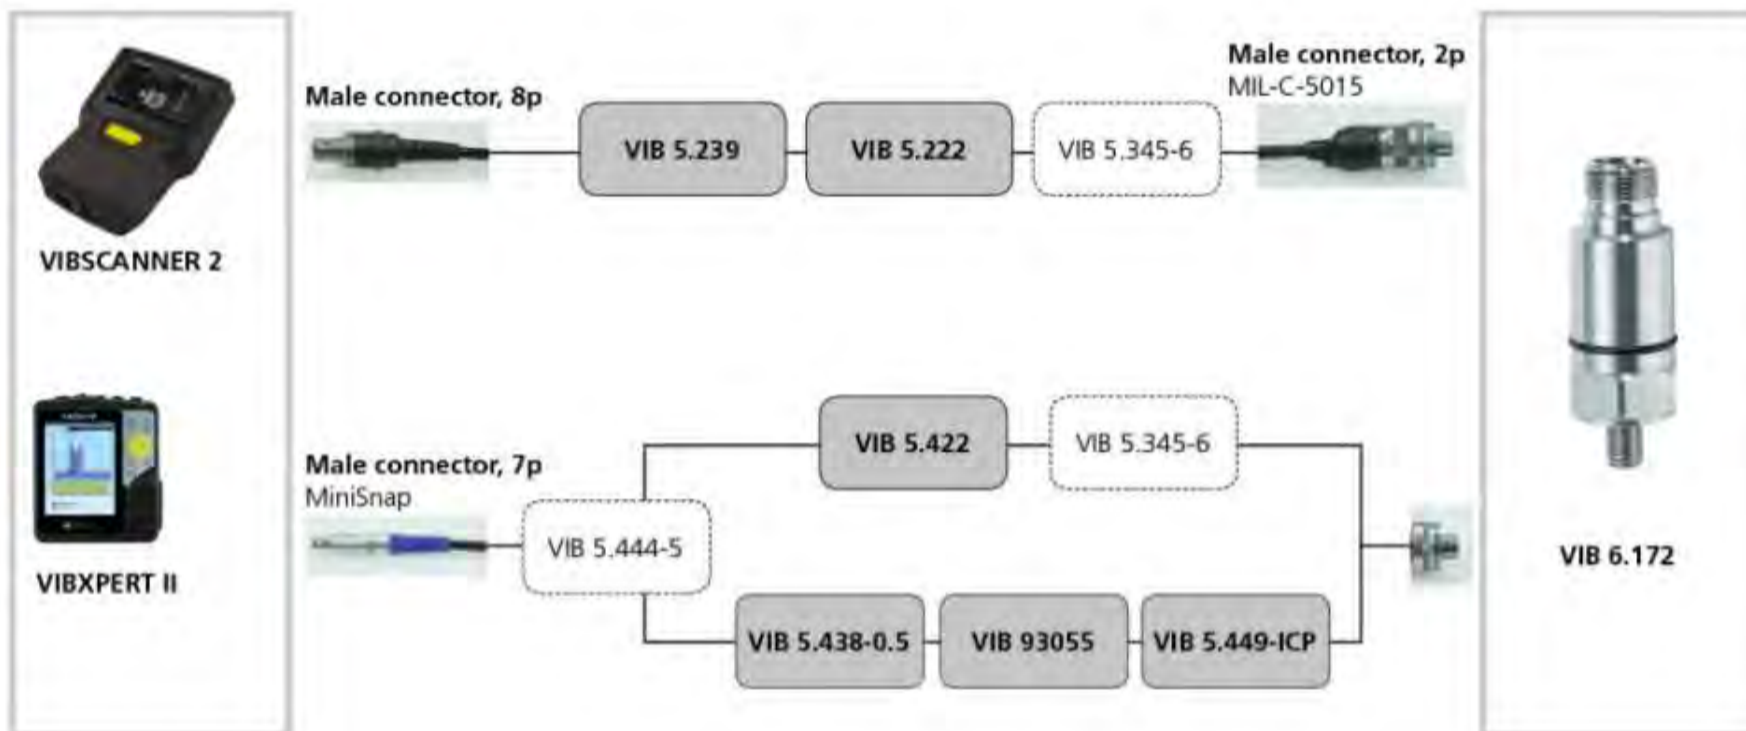 Male connector, 2p
MIL-C-5015
Male connector, 8p
VIB 5.239
VIB 5.222
VIB 5.345-6
VIBSCANNER 2
VIB 5.422
VIB 5.345-6
Male connector, 7p
MiniSnap
VIB 5.444-5
VIB 6.172
VIBXPERT II
VIB 5.438-0.5
VIB 93055
VIB 5.449-ICP